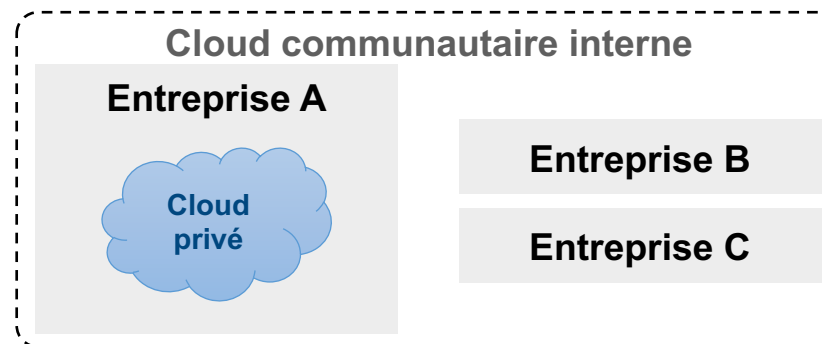 Cloud communautaire interne
Entreprise A
Cloud
privé
Entreprise B
Entreprise C